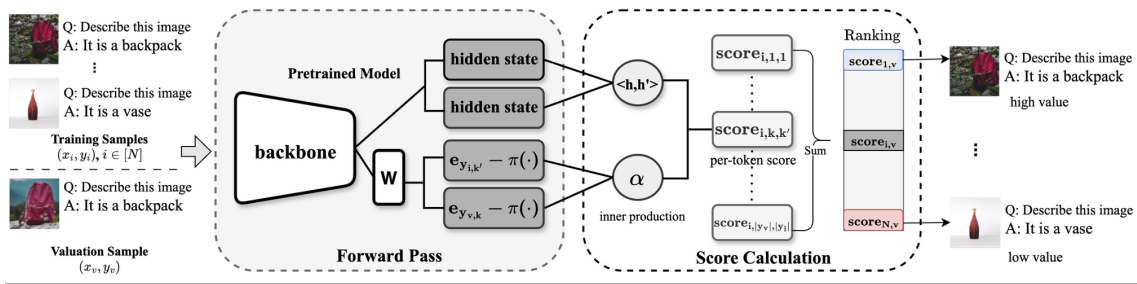 Q: Describe this image
A: It is a backpack
⋮
Q: Describe this image
A: It is a vase
Training Samples
(x_i, y_i), i ∈ [N]
Q: Describe this image
A: It is a backpack
Valuation Sample
(x_v, y_v)
Pretrained Model
backbone
W
hidden state
hidden state
e_{y_{i,k'}} − π(·)
e_{y_{v,k}} − π(·)
Forward Pass
<h,h'>
α
inner production
score_{i,1,1}
score_{i,k,k'}
per-token score
score_{i,|y_v|,|y_i|}
Sum
Score Calculation
Ranking
score_{1,v}
score_{i,v}
score_{N,v}
Q: Describe this image
A: It is a backpack
high value
⋮
Q: Describe this image
A: It is a vase
low value